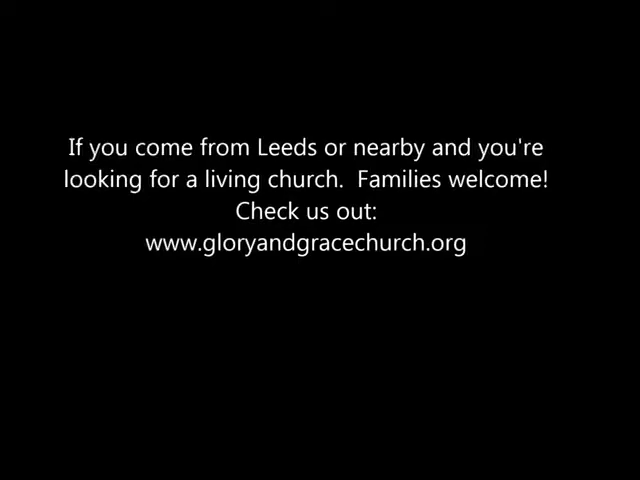 If you come from Leeds or nearby and you're
looking for a living church.  Families welcome!
Check us out:
www.gloryandgracechurch.org